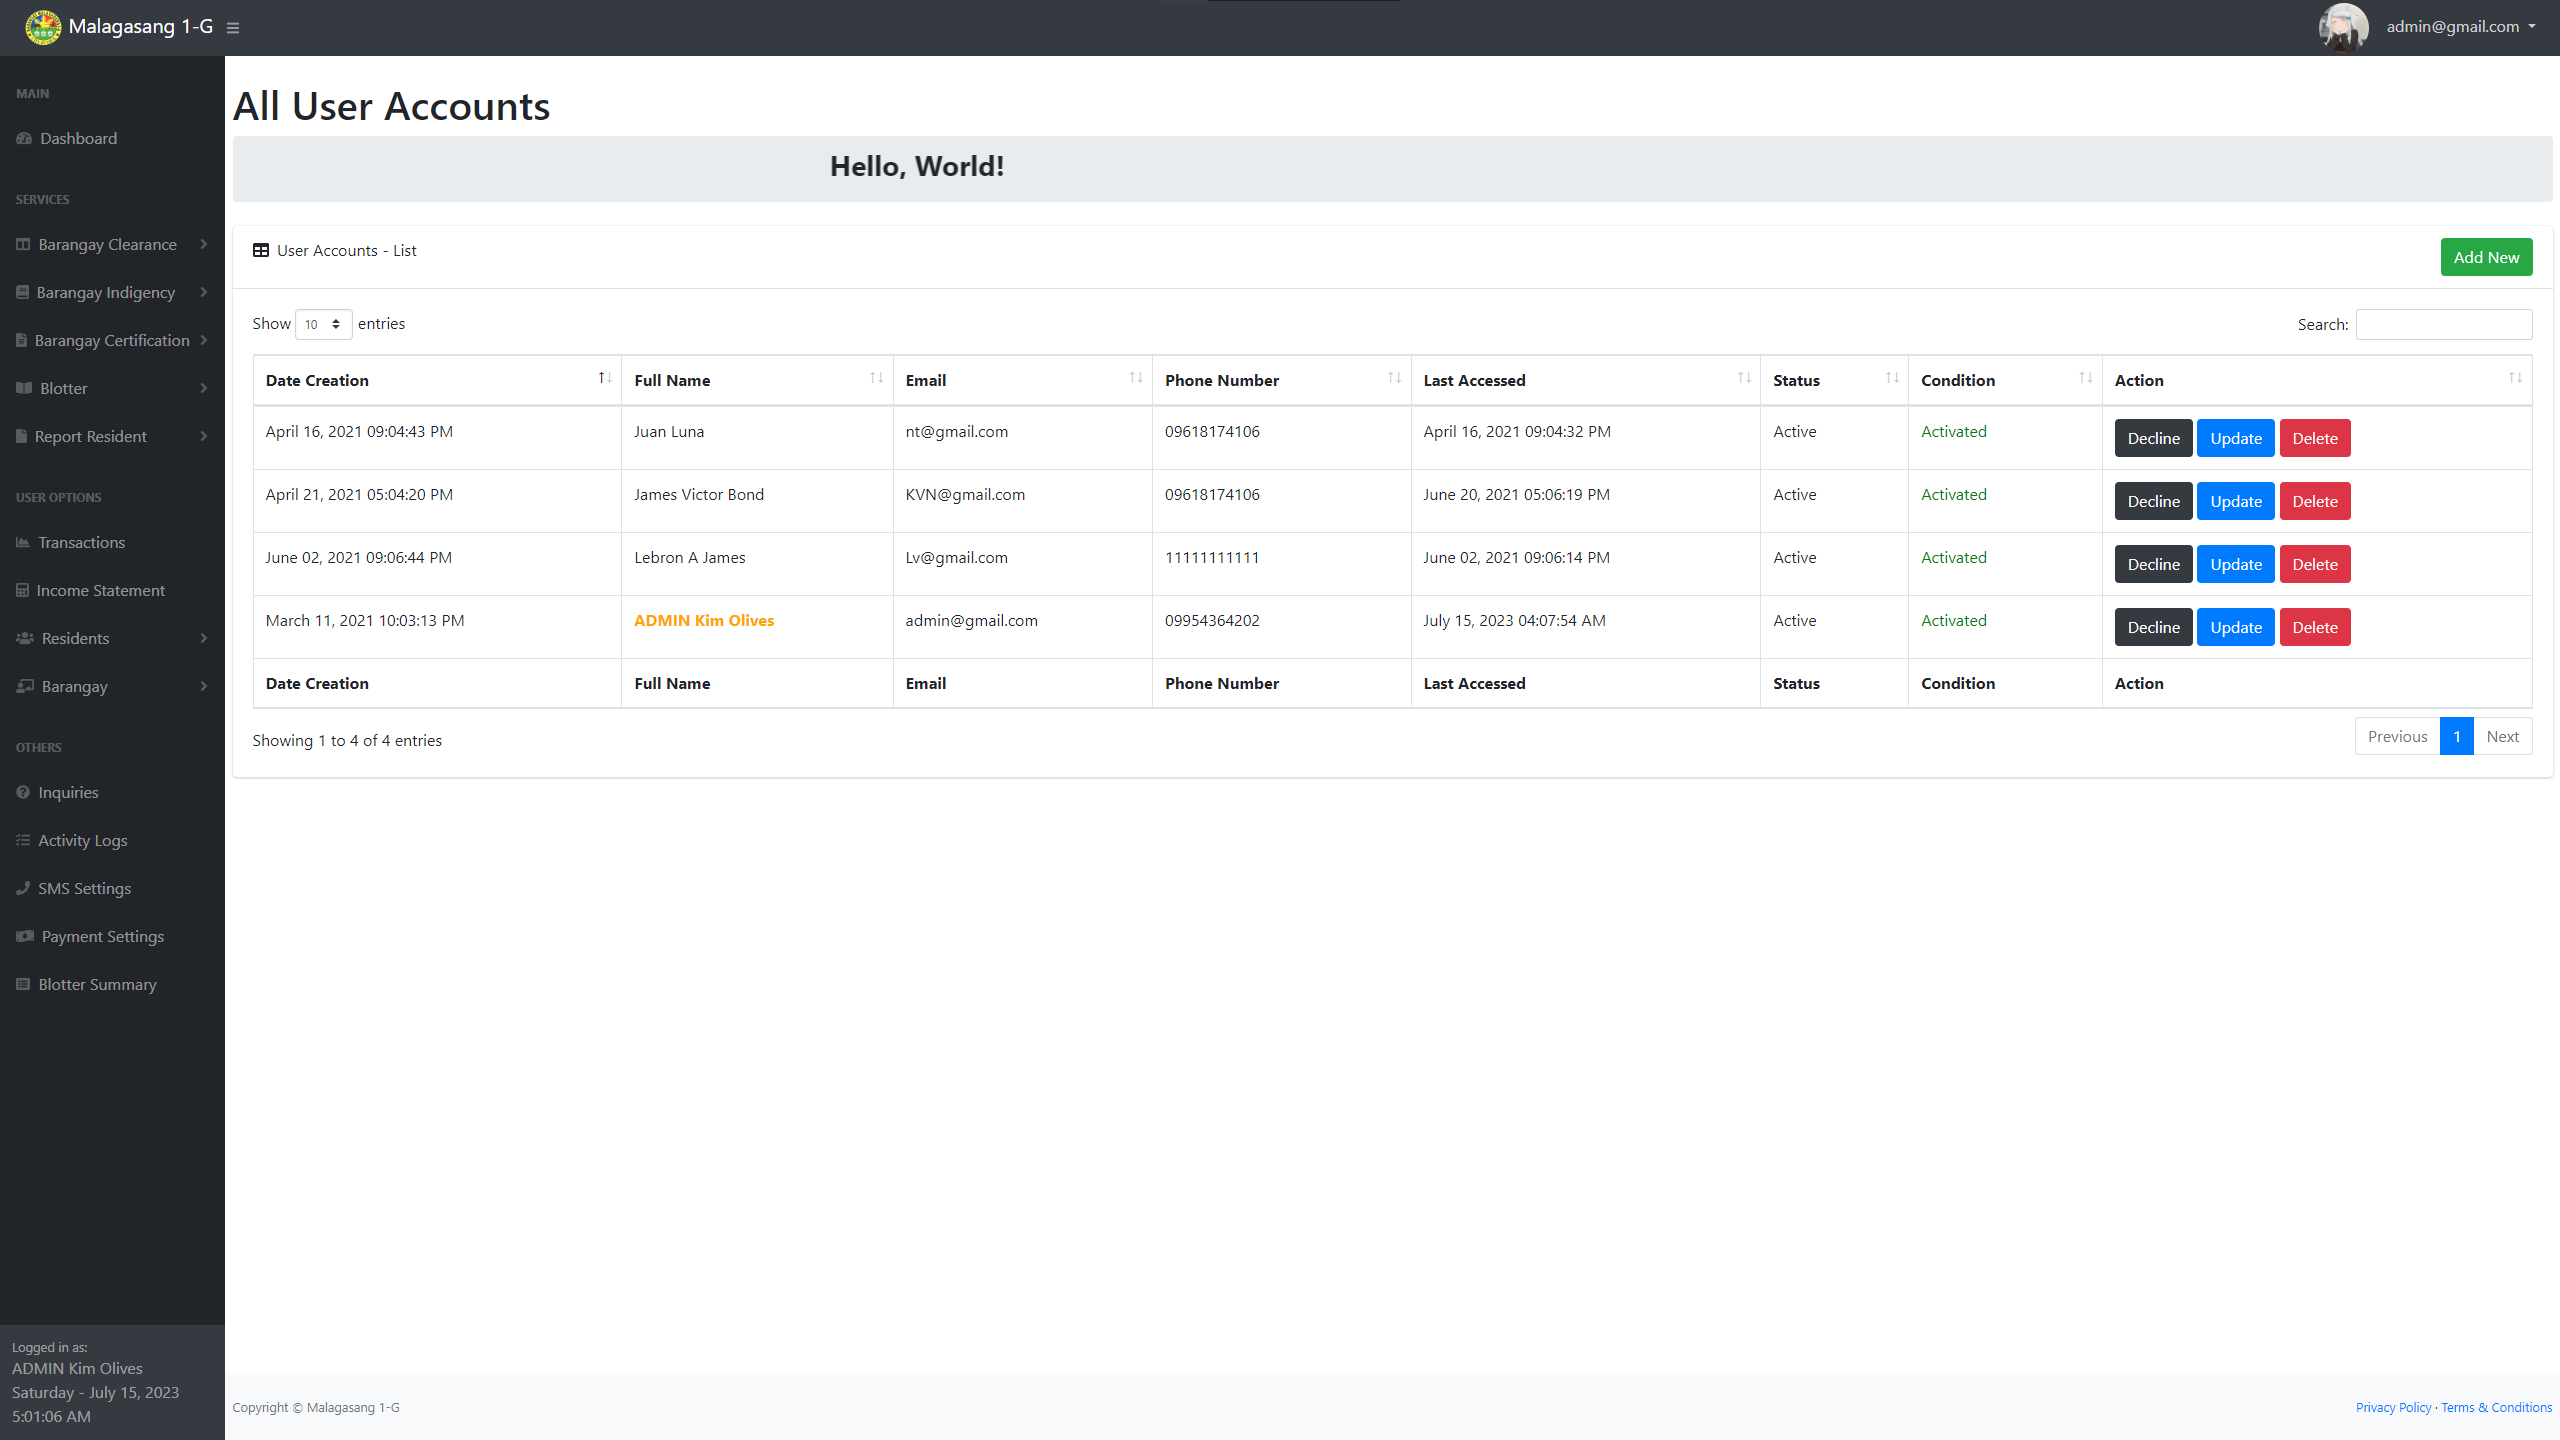 Malagasang 1-G
admin@gmail.com
MAIN
Dashboard
SERVICES
Barangay Clearance
Barangay Indigency
Barangay Certification
Blotter
Report Resident
USER OPTIONS
Transactions
Income Statement
Residents
Barangay
OTHERS
Inquiries
Activity Logs
SMS Settings
Payment Settings
Blotter Summary
Logged in as:
ADMIN Kim Olives
Saturday - July 15, 2023
5:01:06 AM
All User Accounts
Hello, World!
User Accounts - List
Add New
Show 10 entries
Search:
Date Creation Full Name Email Phone Number Last Accessed Status Condition Action
April 16, 2021 09:04:43 PM Juan Luna nt@gmail.com 09618174106 April 16, 2021 09:04:32 PM Active Activated Decline Update Delete
April 21, 2021 05:04:20 PM James Victor Bond KVN@gmail.com 09618174106 June 20, 2021 05:06:19 PM Active Activated Decline Update Delete
June 02, 2021 09:06:44 PM Lebron A James Lv@gmail.com 11111111111 June 02, 2021 09:06:14 PM Active Activated Decline Update Delete
March 11, 2021 10:03:13 PM ADMIN Kim Olives admin@gmail.com 09954364202 July 15, 2023 04:07:54 AM Active Activated Decline Update Delete
Date Creation Full Name Email Phone Number Last Accessed Status Condition Action
Showing 1 to 4 of 4 entries
Previous 1 Next
Copyright © Malagasang 1-G
Privacy Policy · Terms & Conditions